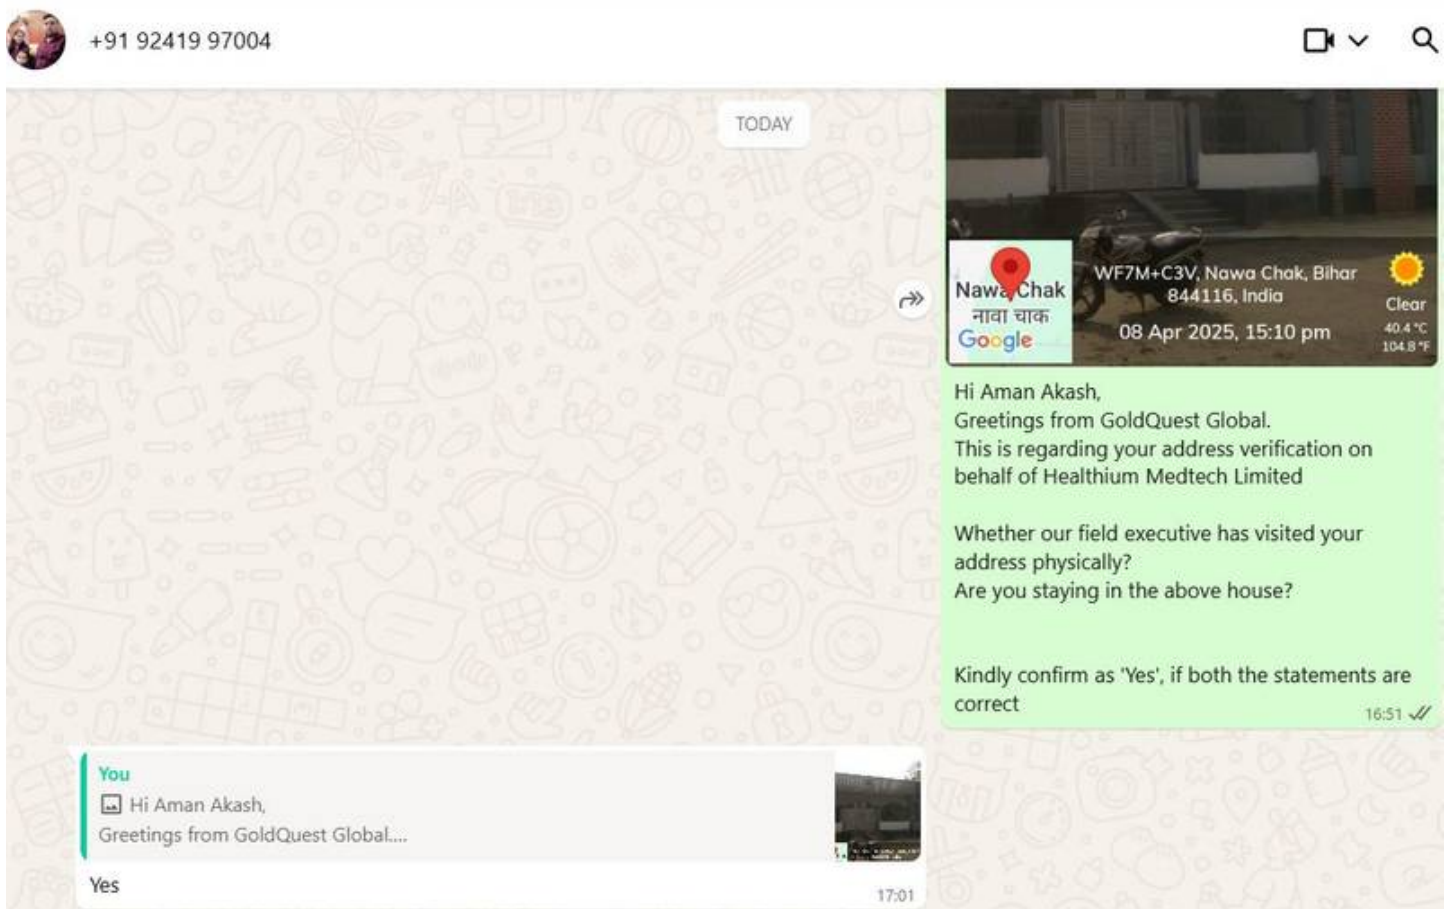 +91 92419 97004
TODAY
Nawa Chak
नावा चाक
Google
WF7M+C3V, Nawa Chak, Bihar
844116, India
08 Apr 2025, 15:10 pm
Clear
40.4 °C
104.8 °F
Hi Aman Akash,
Greetings from GoldQuest Global.
This is regarding your address verification on
behalf of Healthium Medtech Limited
Whether our field executive has visited your
address physically?
Are you staying in the above house?
Kindly confirm as 'Yes', if both the statements are
correct
16:51
You
Hi Aman Akash,
Greetings from GoldQuest Global....
Yes
17:01